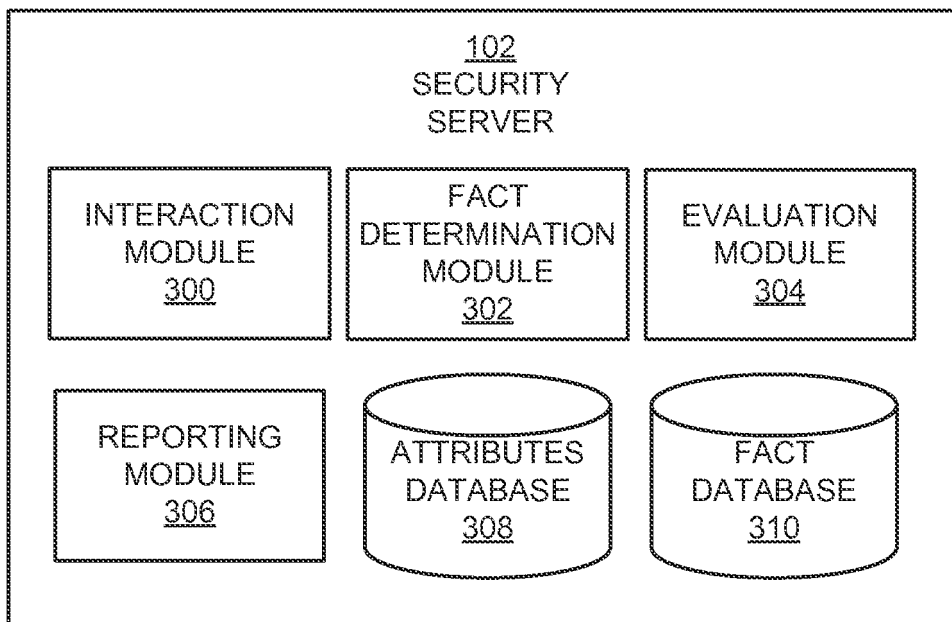 102
SECURITY
SERVER
INTERACTION
MODULE
300
FACT
DETERMINATION
MODULE
302
EVALUATION
MODULE
304
REPORTING
MODULE
306
ATTRIBUTES
DATABASE
308
FACT
DATABASE
310